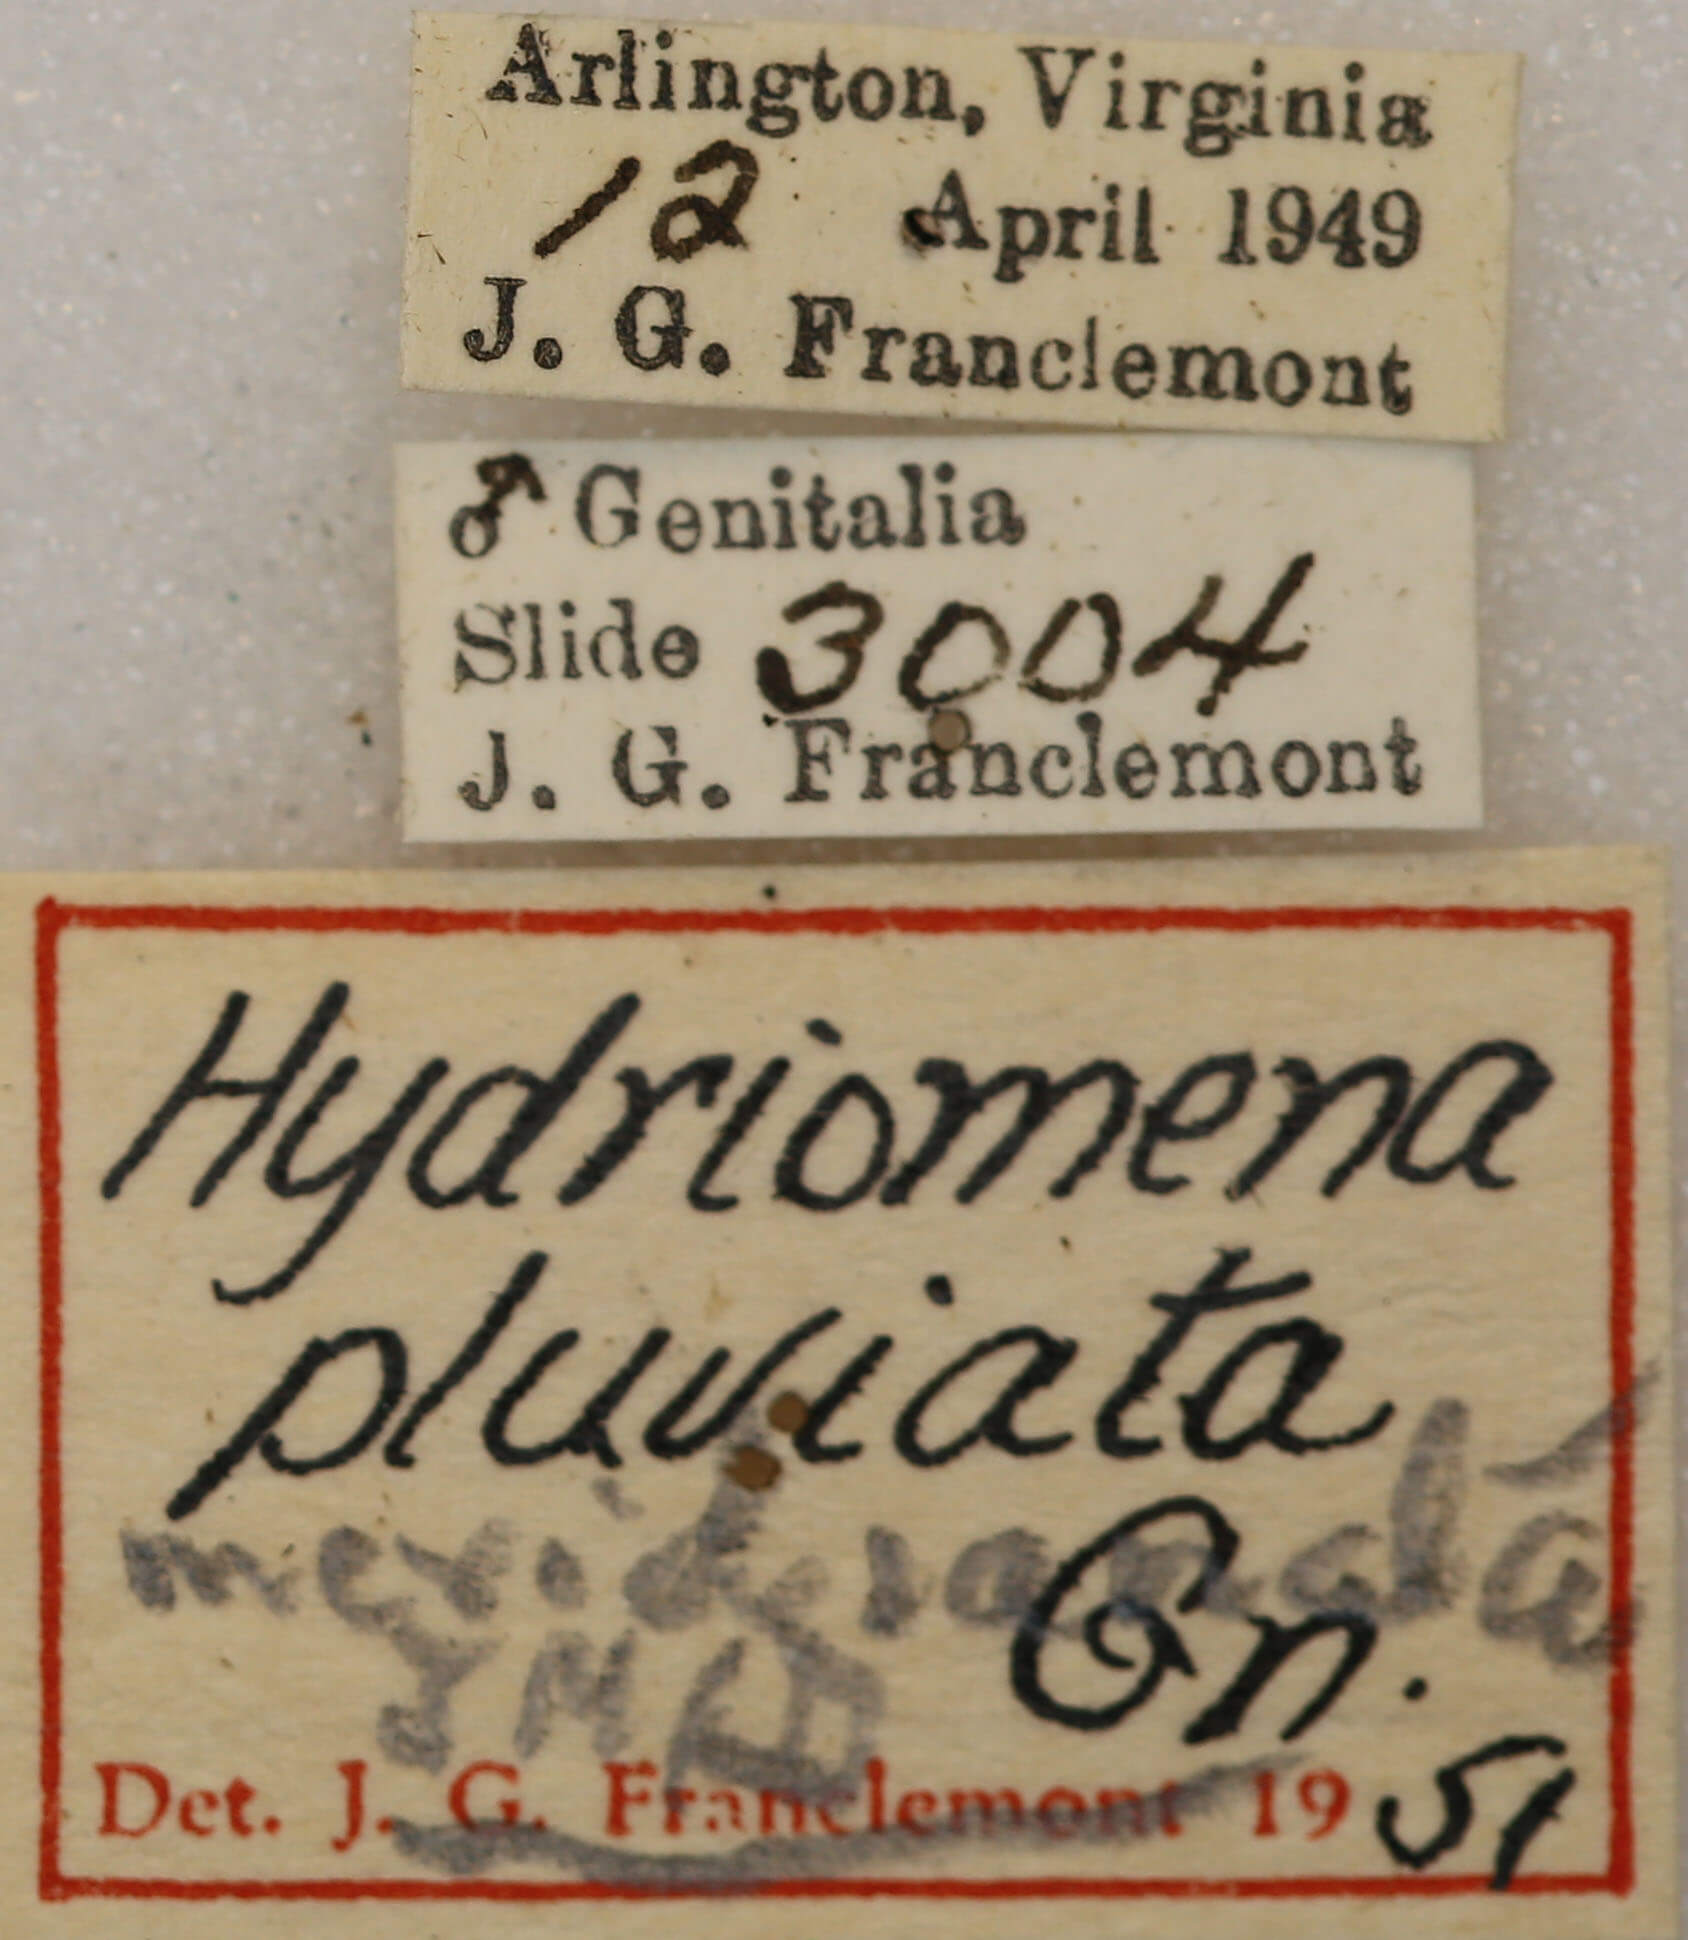 Arlington, Virginia
12 April 1949
J. G. Franclemont
♂ Genitalia
Slide 3004
J. G. Franclemont
Hydriomena
pluviata
Gn.
Det. J. G. Franclemont 1951